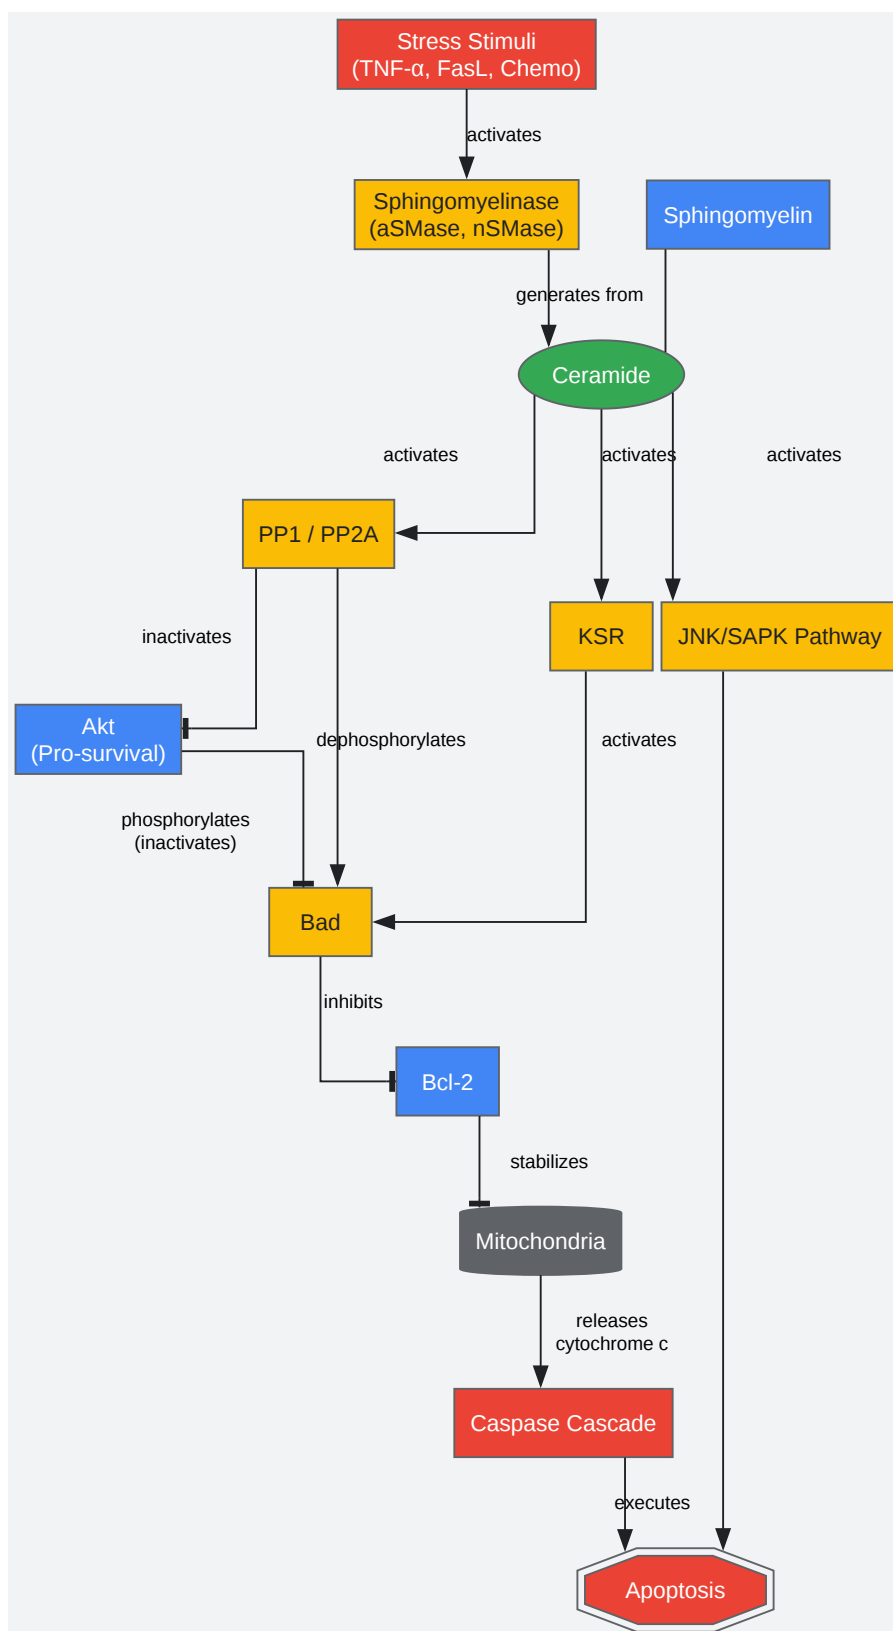 Stress Stimuli
(TNF-α, FasL, Chemo)
activates
Sphingomyelinase
(aSMase, nSMase)
Sphingomyelin
generates from
Ceramide
activates
activates
activates
PP1 / PP2A
inactivates
KSR
JNK/SAPK Pathway
Akt
(Pro-survival)
dephosphorylates
activates
phosphorylates
(inactivates)
Bad
inhibits
Bcl-2
stabilizes
Mitochondria
releases
cytochrome c
Caspase Cascade
executes
Apoptosis